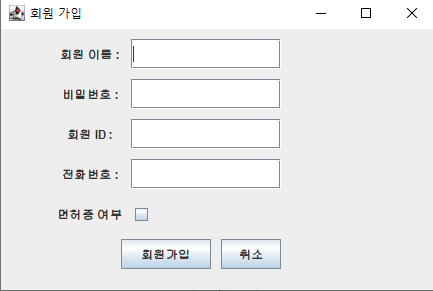 회원 가입
회원 이름 :
비밀번호 :
회원 ID :
전화번호 :
면허증 여부
회원가입 취소